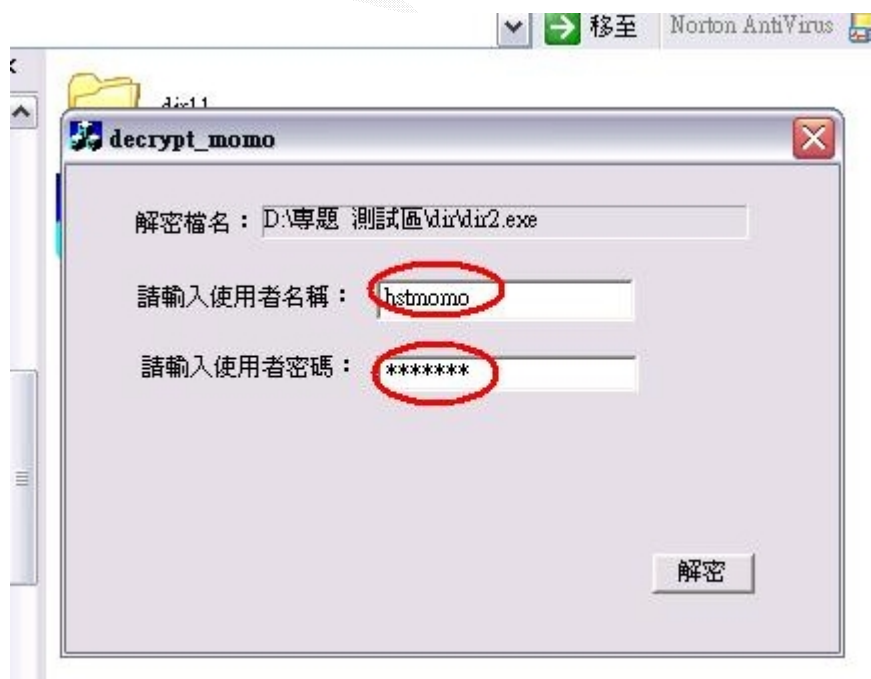 移至 Norton AntiVirus
dir11
decrypt_momo
解密檔名： D:\專題 測試區\dir\dir2.exe
請輸入使用者名稱： hstmomo
請輸入使用者密碼： *******
解密